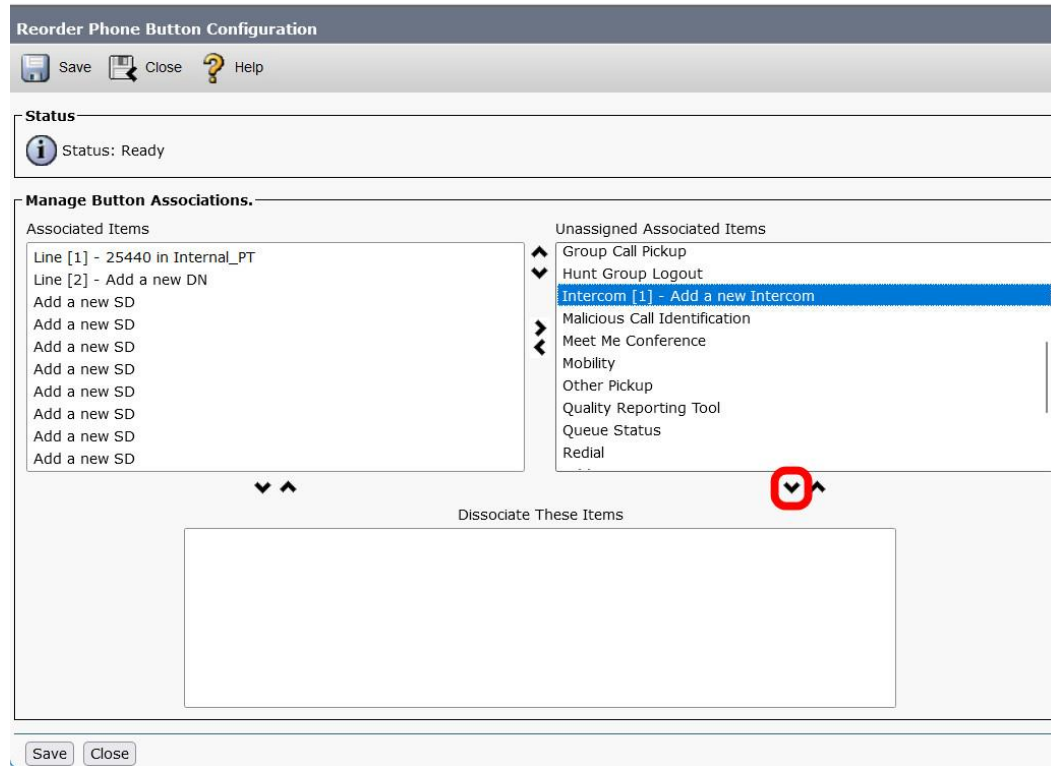 Reorder Phone Button Configuration
Save Close Help
Status
Status: Ready
Manage Button Associations.
Associated Items
Line [1] - 25440 in Internal_PT
Line [2] - Add a new DN
Add a new SD
Add a new SD
Add a new SD
Add a new SD
Add a new SD
Add a new SD
Add a new SD
Add a new SD
Unassigned Associated Items
Group Call Pickup
Hunt Group Logout
Intercom [1] - Add a new Intercom
Malicious Call Identification
Meet Me Conference
Mobility
Other Pickup
Quality Reporting Tool
Queue Status
Redial
Dissociate These Items
Save Close